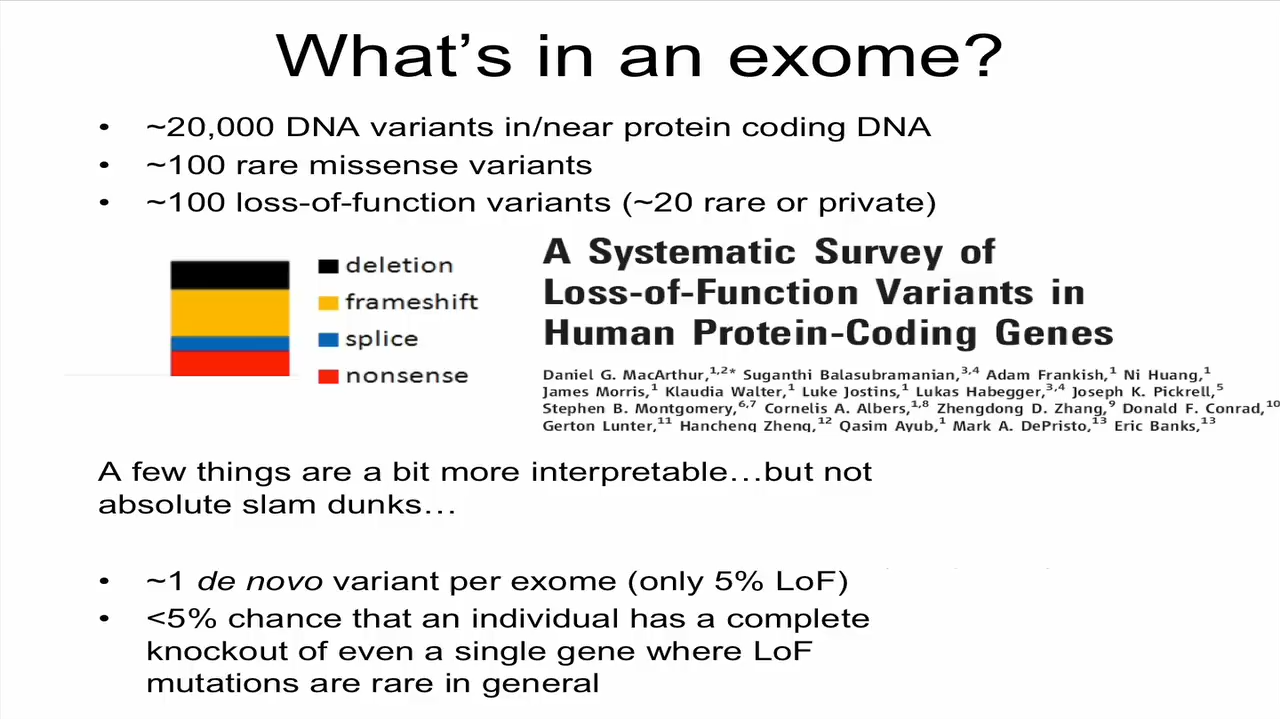 What's in an exome?
• ~20,000 DNA variants in/near protein coding DNA
• ~100 rare missense variants
• ~100 loss-of-function variants (~20 rare or private)
deletion
frameshift
splice
nonsense
A Systematic Survey of
Loss-of-Function Variants in
Human Protein-Coding Genes
Daniel G. MacArthur,1,2* Suganthi Balasubramanian,3,4 Adam Frankish,1 Ni Huang,1
James Morris,1 Klaudia Walter,1 Luke Jostins,1 Lukas Habegger,3,4 Joseph K. Pickrell,5
Stephen B. Montgomery,6,7 Cornelis A. Albers,1,8 Zhengdong D. Zhang,9 Donald F. Conrad,10
Gerton Lunter,11 Hancheng Zheng,12 Qasim Ayub,1 Mark A. DePristo,13 Eric Banks,13
A few things are a bit more interpretable…but not
absolute slam dunks…
• ~1 de novo variant per exome (only 5% LoF)
• <5% chance that an individual has a complete
knockout of even a single gene where LoF
mutations are rare in general